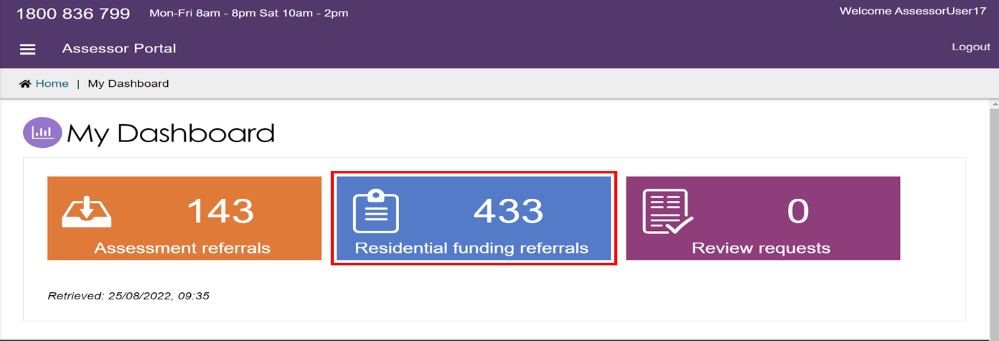 1800 836 799 Mon-Fri 8am - 8pm Sat 10am - 2pm Welcome AssessorUser17
Assessor Portal Logout
Home | My Dashboard
My Dashboard
143 433 0
Assessment referrals Residential funding referrals Review requests
Retrieved: 25/08/2022, 09:35